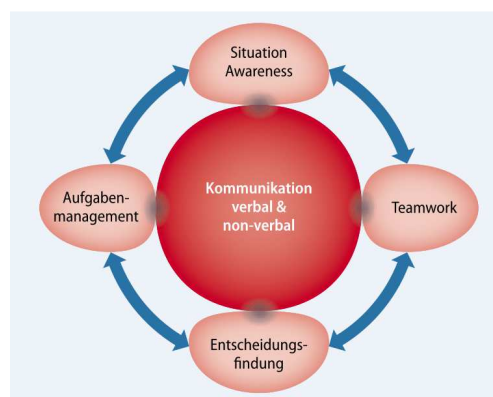 Situation
Awareness
Aufgaben-
management
Kommunikation
verbal &
non-verbal
Teamwork
Entscheidungs-
findung